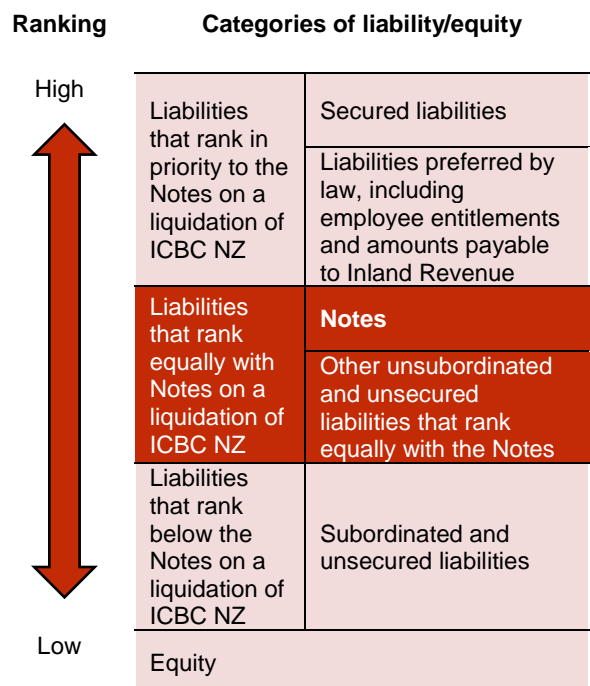 Ranking
Categories of liability/equity
High
Liabilities
that rank in
priority to the
Notes on a
liquidation of
ICBC NZ
Secured liabilities
Liabilities preferred by
law, including
employee entitlements
and amounts payable
to Inland Revenue
Liabilities
that rank
equally with
Notes on a
liquidation of
ICBC NZ
Notes
Other unsubordinated
and unsecured
liabilities that rank
equally with the Notes
Liabilities
that rank
below the
Notes on a
liquidation of
ICBC NZ
Subordinated and
unsecured liabilities
Low
Equity